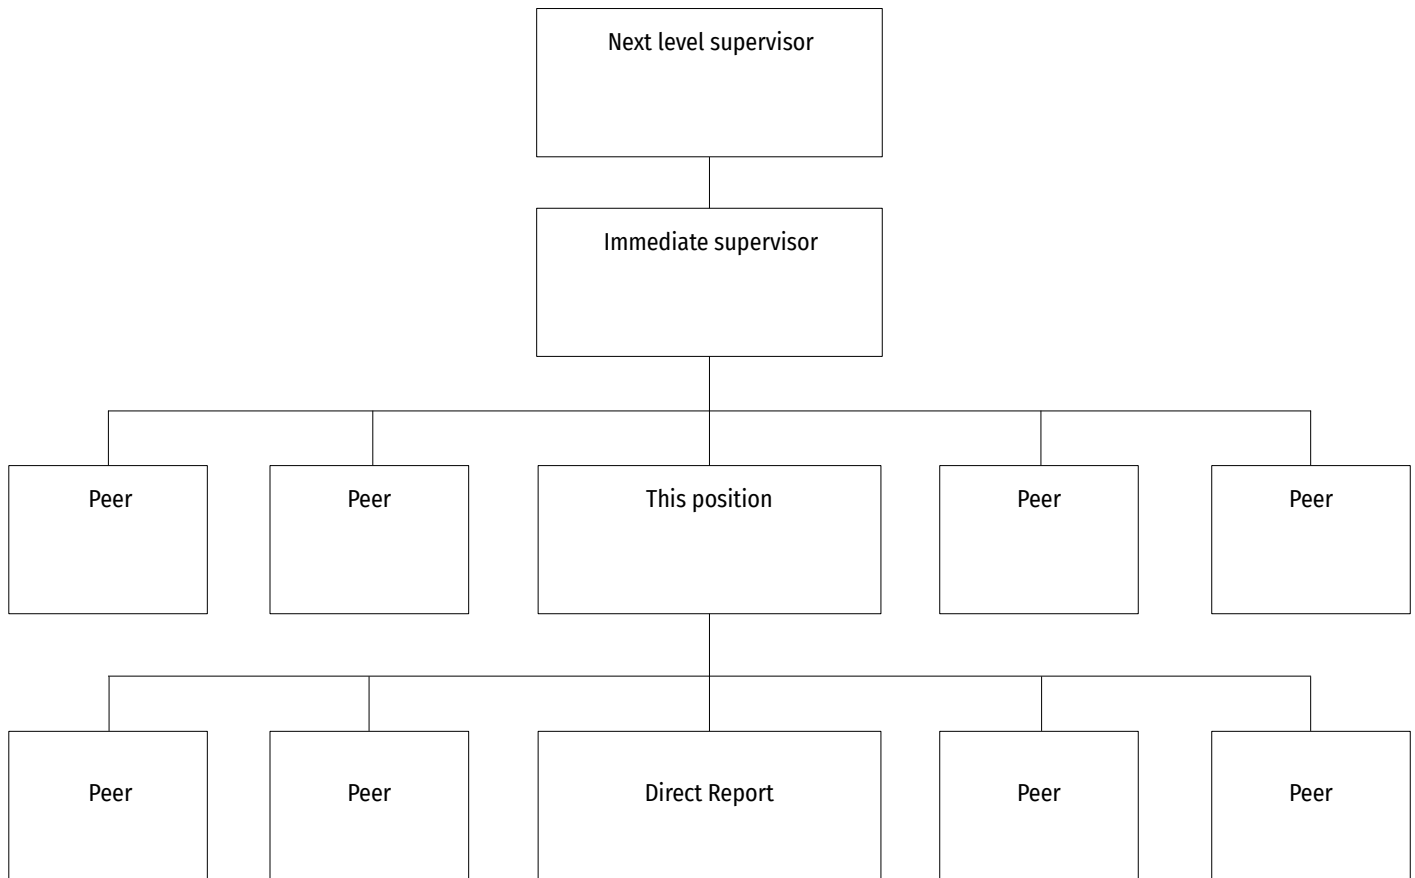 Next level supervisor
Immediate supervisor
Peer
Peer
This position
Peer
Peer
Peer
Peer
Direct Report
Peer
Peer